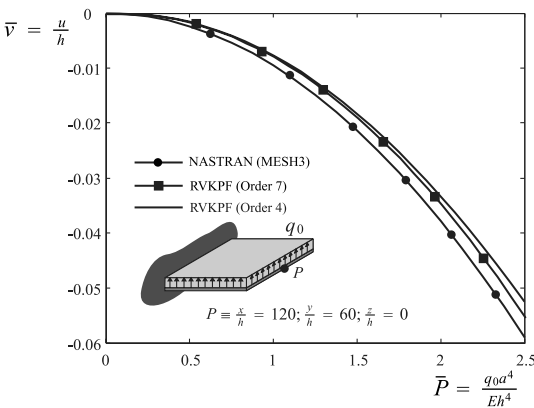 v̅ = u/h
0
-0.01
-0.02
-0.03
-0.04
-0.05
-0.06
NASTRAN (MESH3)
RVKPF (Order 7)
RVKPF (Order 4)
q₀
P
P ≡ x/h = 120; y/h = 60; z/h = 0
0 0.5 1 1.5 2 2.5
P̅ = q₀a⁴/Eh⁴